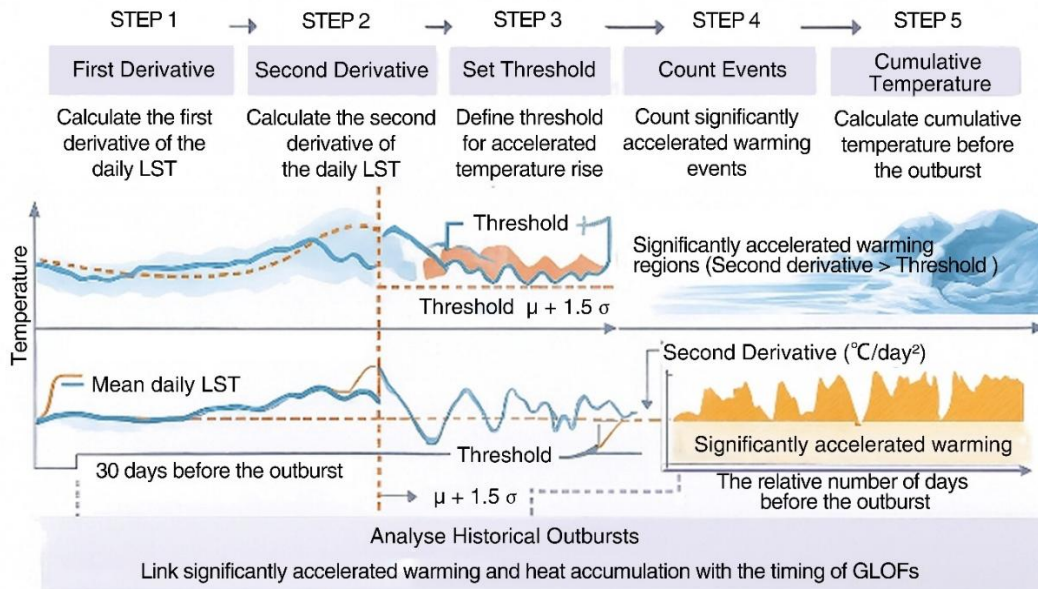 STEP 1
STEP 2
STEP 3
STEP 4
STEP 5
First Derivative
Second Derivative
Set Threshold
Count Events
Cumulative
Temperature
Calculate the first
derivative of the
daily LST
Calculate the second
derivative of
the daily LST
Define threshold
for accelerated
temperature rise
Count significantly
accelerated warming
events
Calculate cumulative
temperature before
the outburst
Temperature
Threshold
Threshold μ + 1.5 σ
Significantly accelerated warming
regions (Second derivative > Threshold )
Mean daily LST
30 days before the outburst
Threshold
μ + 1.5 σ
Second Derivative (℃/day²)
Significantly accelerated warming
The relative number of days
before the outburst
Analyse Historical Outbursts
Link significantly accelerated warming and heat accumulation with the timing of GLOFs